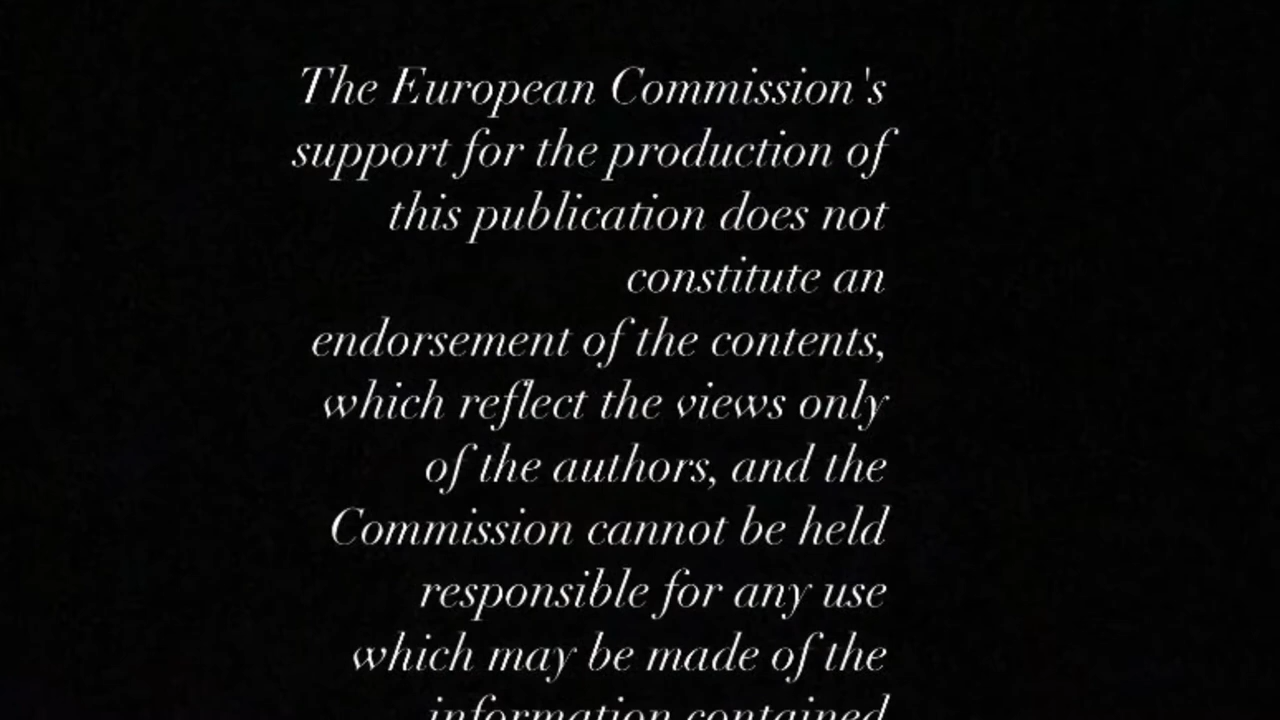 The European Commission's
support for the production of
this publication does not
constitute an
endorsement of the contents,
which reflect the views only
of the authors, and the
Commission cannot be held
responsible for any use
which may be made of the
information contained